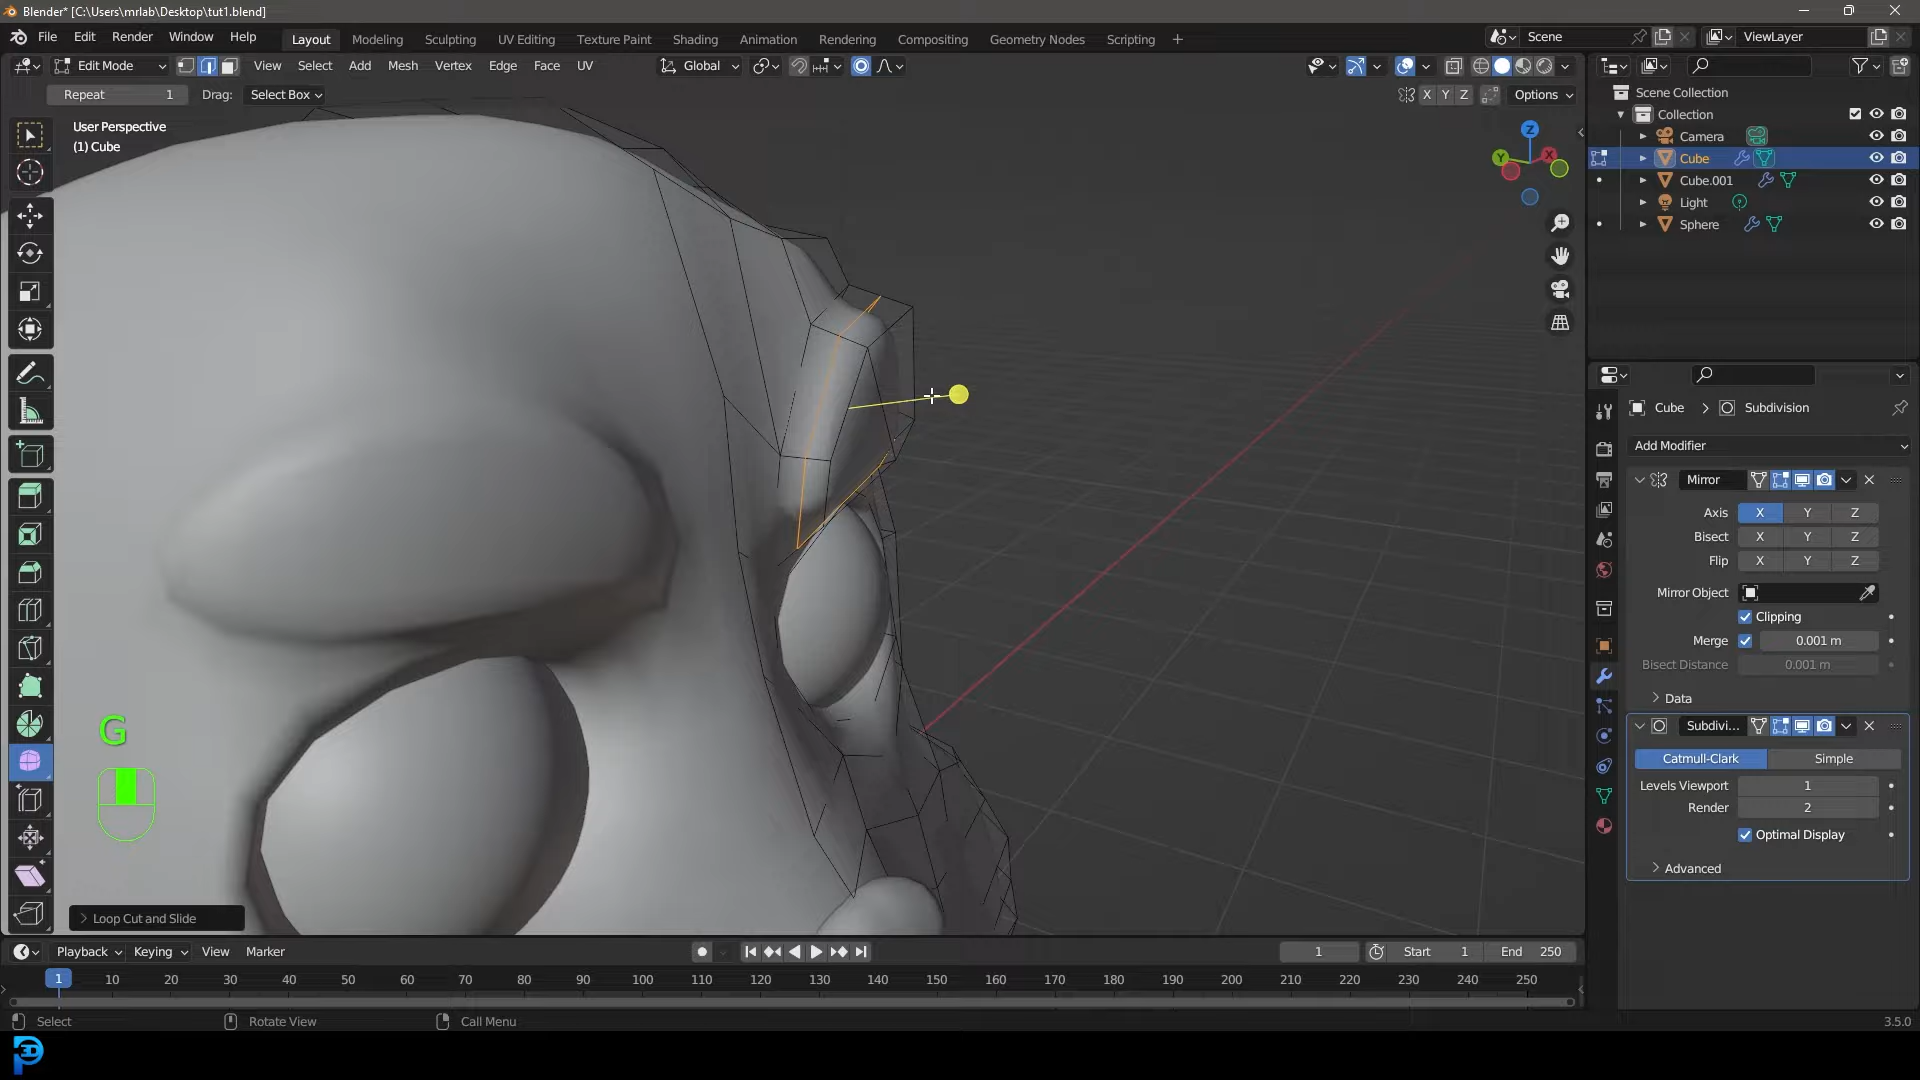 Blender* [C:\Users\mrlab\Desktop\tut1.blend]
File Edit Render Window Help Layout Modeling Sculpting UV Editing Texture Paint Shading Animation Rendering Compositing Geometry Nodes Scripting + Scene ViewLayer
Edit Mode View Select Add Mesh Vertex Edge Face UV Global
Repeat 1 Drag: Select Box X Y Z Options
User Perspective
(1) Cube
Z
Y
X
Scene Collection
Collection
Camera
Cube
Cube.001
Light
Sphere
Cube > Subdivision
Add Modifier
Mirror
Axis X Y Z
Bisect X Y Z
Flip X Y Z
Mirror Object
Clipping
Merge 0.001 m
Bisect Distance 0.001 m
Data
Subdivi...
Catmull-Clark Simple
Levels Viewport 1
Render 2
Optimal Display
Advanced
G
Loop Cut and Slide
Playback Keying View Marker 1 Start 1 End 250
1 10 20 30 40 50 60 70 80 90 100 110 120 130 140 150 160 170 180 190 200 210 220 230 240 250
Select Rotate View Call Menu 3.5.0
3D